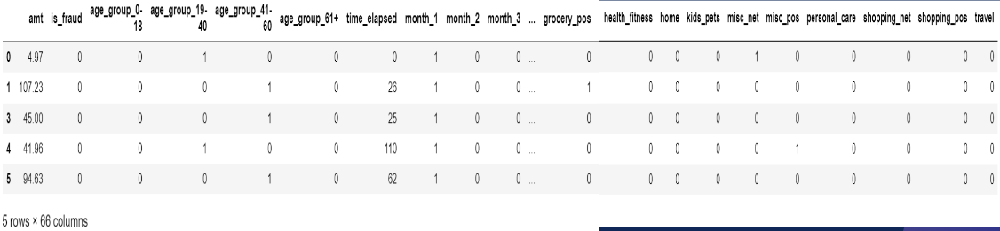 amt is_fraud age_group_0-18 age_group_19-40 age_group_41-60 age_group_61+ time_elapsed month_1 month_2 month_3 ... grocery_pos health_fitness home kids_pets misc_net misc_pos personal_care shopping_net shopping_pos travel
0 4.97 0 0 1 0 0 0 1 0 0 ... 0 0 0 0 1 0 0 0 0 0
1 107.23 0 0 0 1 0 26 1 0 0 ... 1 0 0 0 0 0 0 0 0 0
3 45.00 0 0 0 1 0 25 1 0 0 ... 0 0 0 0 0 0 0 0 0 0
4 41.96 0 0 1 0 0 110 1 0 0 ... 0 0 0 0 0 1 0 0 0 0
5 94.63 0 0 0 1 0 62 1 0 0 ... 0 0 0 0 0 0 0 0 0 0
5 rows × 66 columns